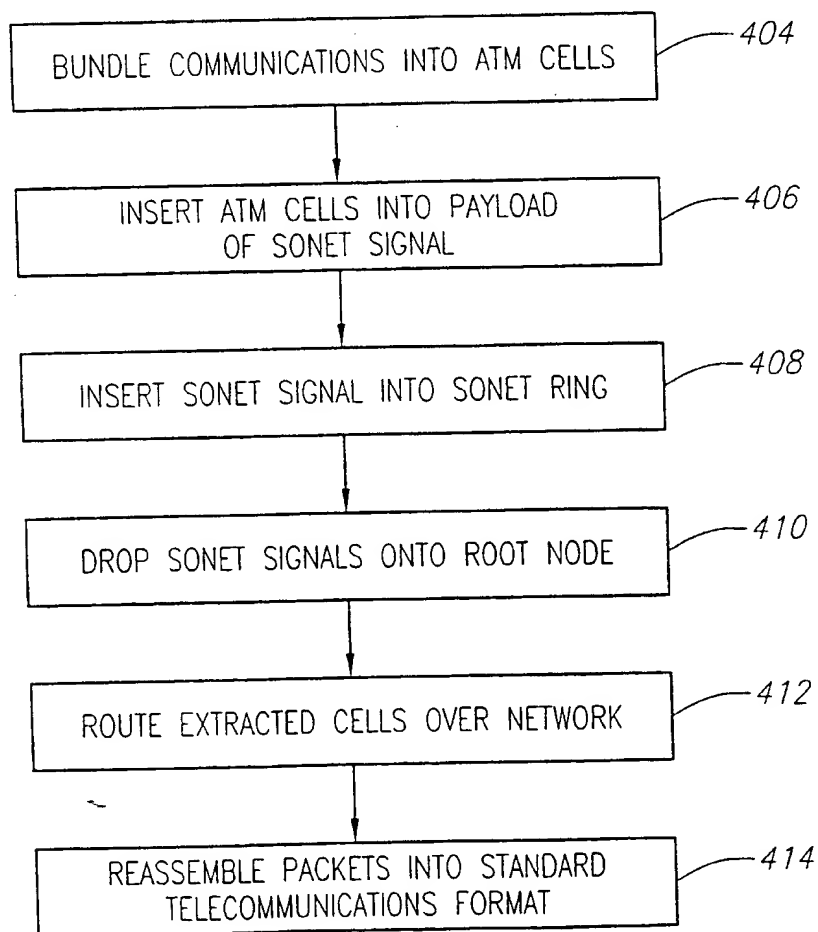 BUNDLE COMMUNICATIONS INTO ATM CELLS
404
INSERT ATM CELLS INTO PAYLOAD
OF SONET SIGNAL
406
INSERT SONET SIGNAL INTO SONET RING
408
DROP SONET SIGNALS ONTO ROOT NODE
410
ROUTE EXTRACTED CELLS OVER NETWORK
412
REASSEMBLE PACKETS INTO STANDARD
TELECOMMUNICATIONS FORMAT
414